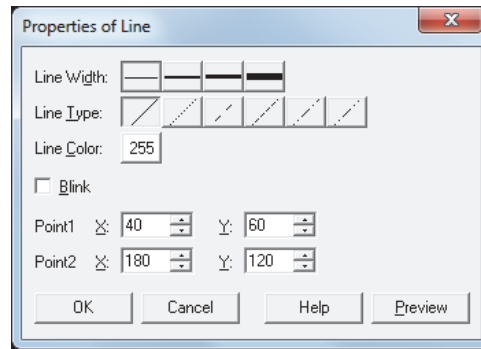 Properties of Line
Line Width:
Line Type:
Line Color: 255
Blink
Point1 X: 40 Y: 60
Point2 X: 180 Y: 120
OK Cancel Help Preview